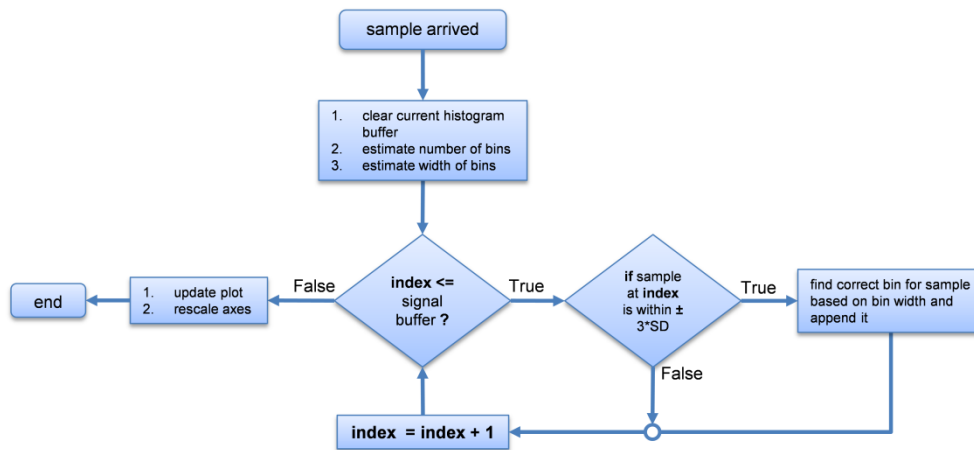 sample arrived
1. clear current histogram
buffer
2. estimate number of bins
3. estimate width of bins
index <=
signal
buffer ?
False
True
1. update plot
2. rescale axes
end
if sample
at index
is within ±
3*SD
True
False
find correct bin for sample
based on bin width and
append it
index = index + 1